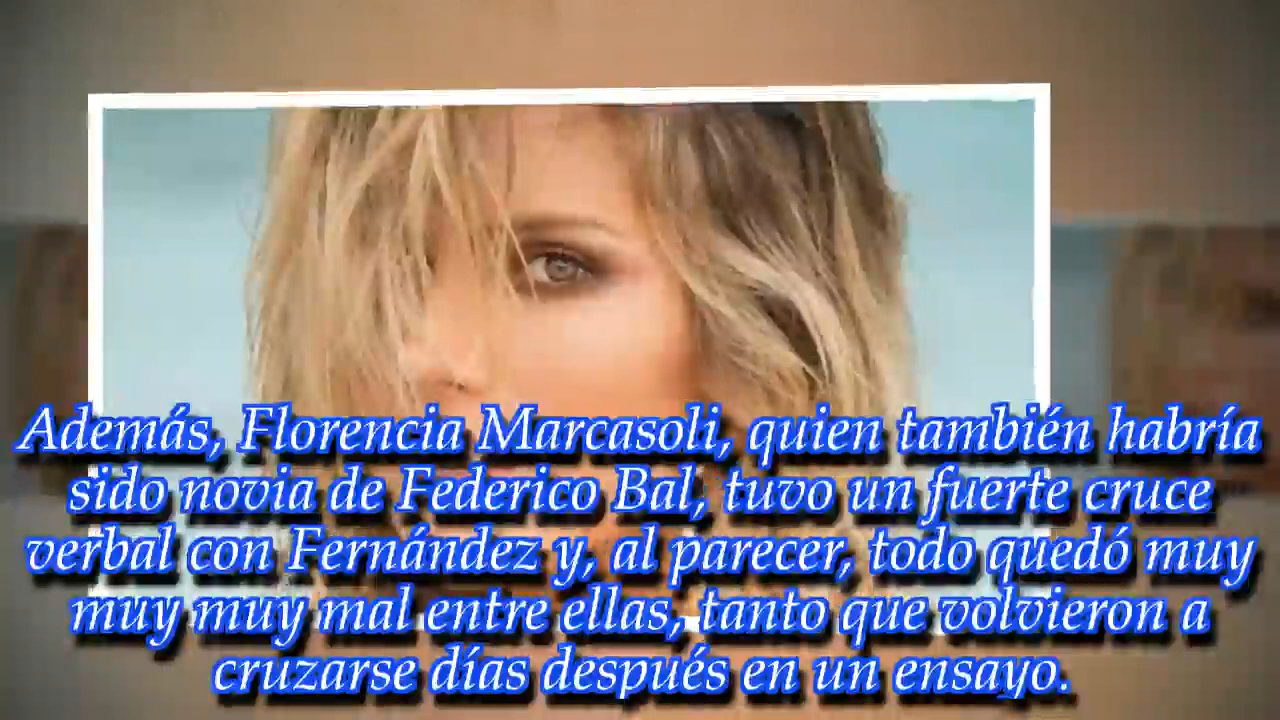 Además, Florencia Marcasoli, quien también habría
sido novia de Federico Bal, tuvo un fuerte cruce
verbal con Fernández y, al parecer, todo quedó muy
muy muy mal entre ellas, tanto que volvieron a
cruzarse días después en un ensayo.